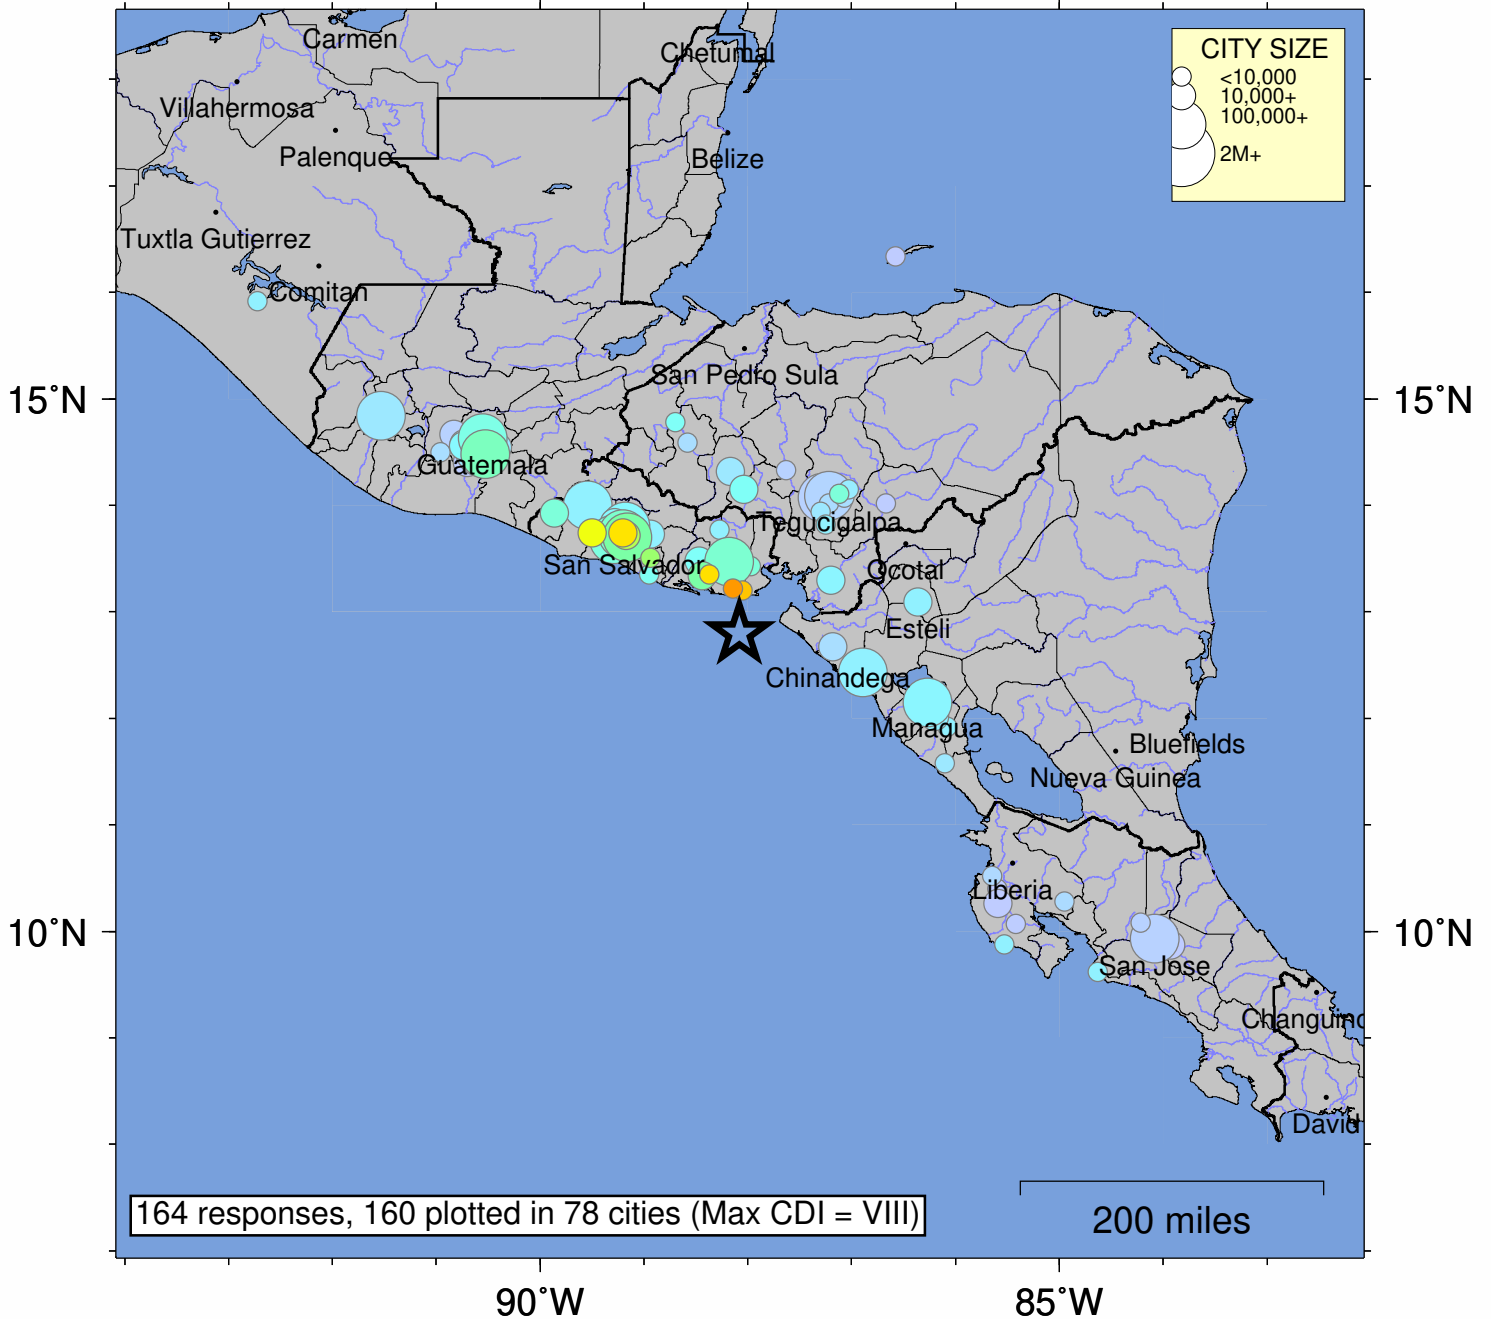 Carmen
Chetumal
CITY SIZE
<10,000
10,000+
100,000+
2M+
Villahermosa
Palenque
Belize
Tuxtla Gutierrez
Comitan
San Pedro Sula
15°N
15°N
Guatemala
Tegucigalpa
San Salvador
Ocotal
Esteli
Chinandega
Managua
Bluefields
Nueva Guinea
Liberia
10°N
10°N
San Jose
Changuino
David
164 responses, 160 plotted in 78 cities (Max CDI = VIII)
200 miles
90°W
85°W